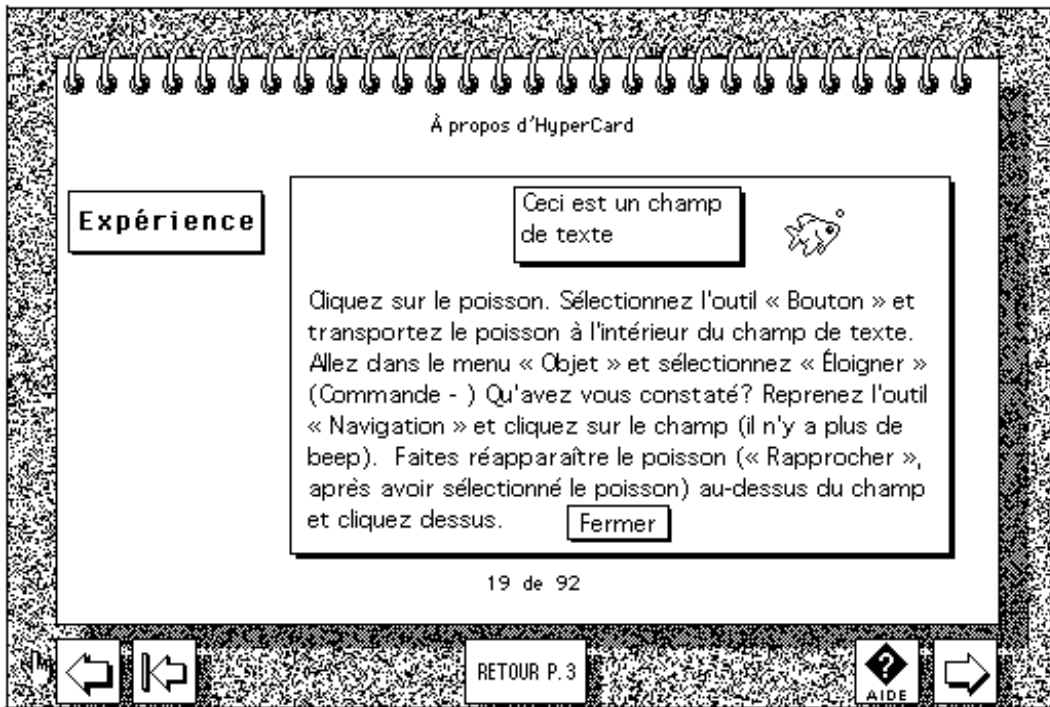 À propos d'HyperCard
Expérience
Ceci est un champ
de texte
Cliquez sur le poisson. Sélectionnez l'outil « Bouton » et
transportez le poisson à l'intérieur du champ de texte.
Allez dans le menu « Objet » et sélectionnez « Éloigner »
(Commande - ) Qu'avez vous constaté? Reprenez l'outil
« Navigation » et cliquez sur le champ (il n'y a plus de
beep).  Faites réapparaître le poisson (« Rapprocher »,
après avoir sélectionné le poisson) au-dessus du champ
et cliquez dessus.
Fermer
19 de 92
RETOUR P. 3
?
AIDE